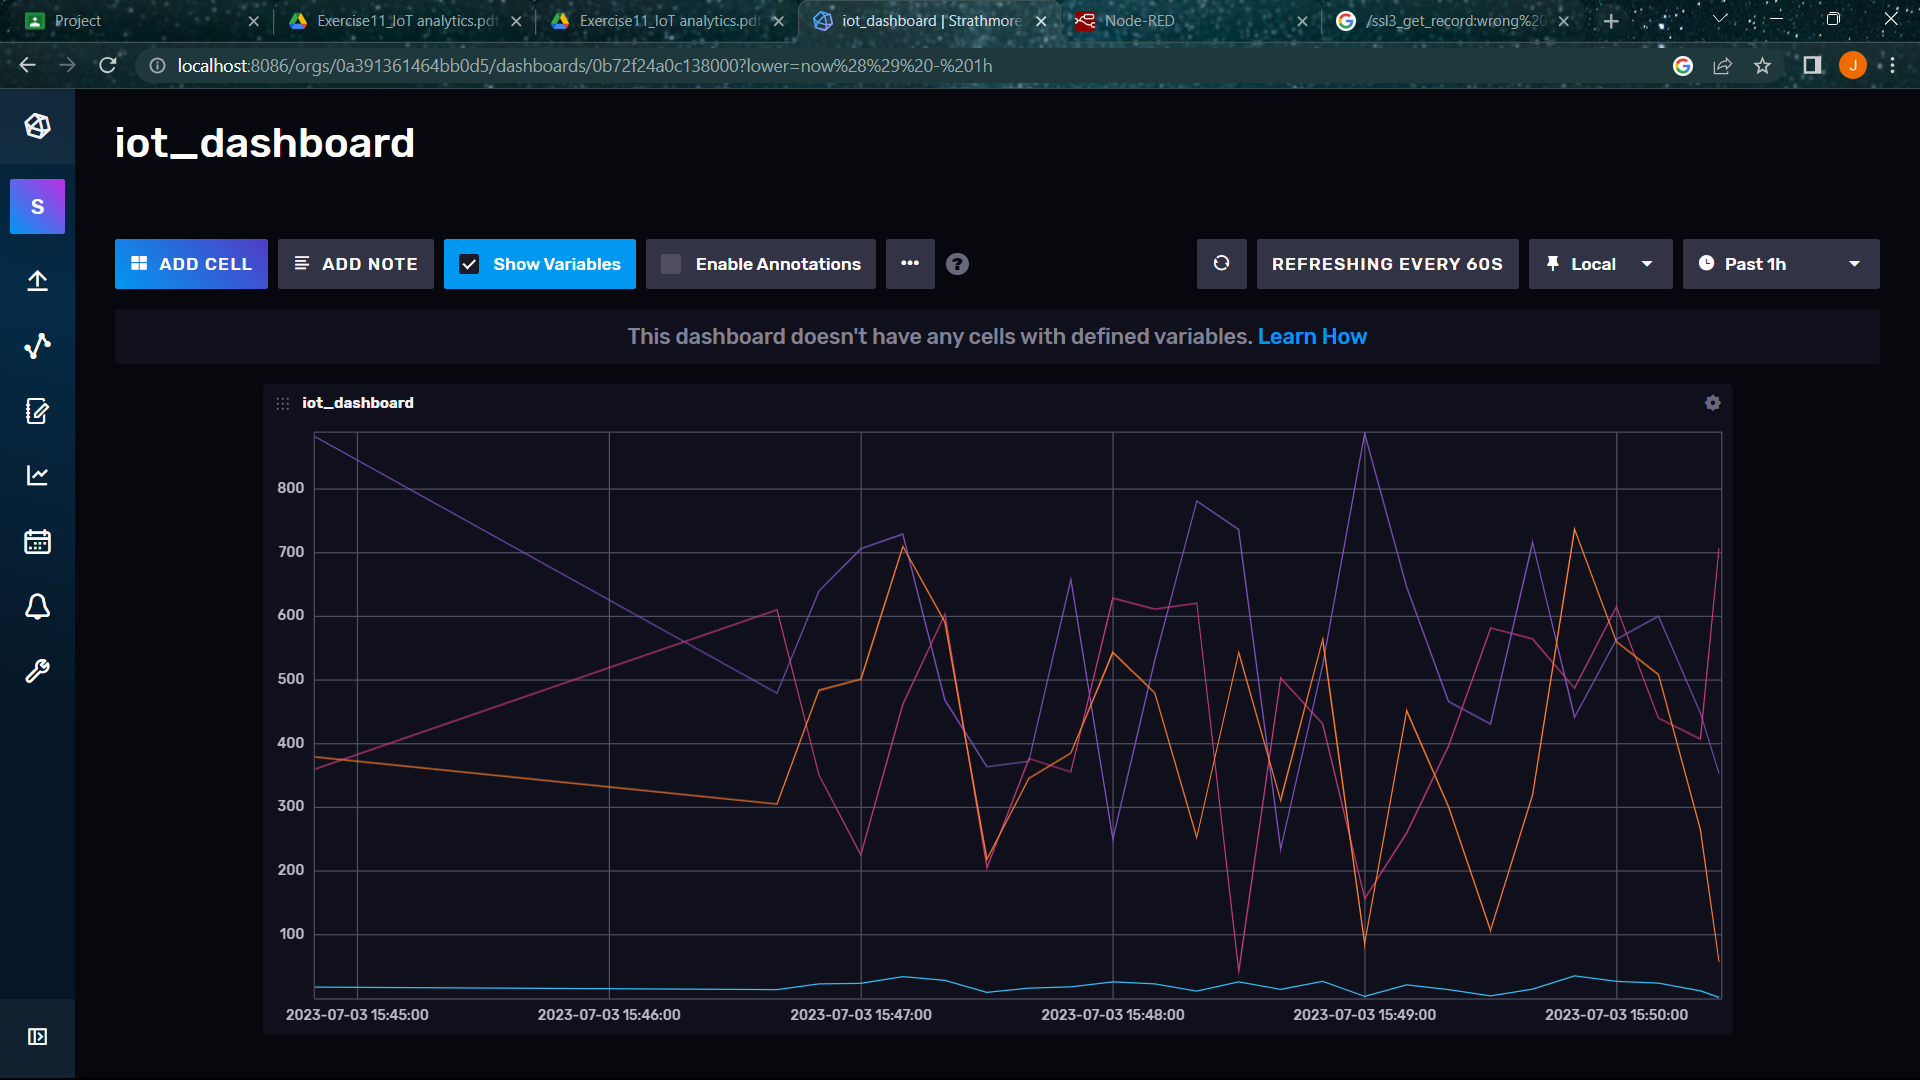 Project
Exercise11_IoT analytics.pdf
Exercise11_IoT analytics.pdf
iot_dashboard | Strathmore
Node-RED
/ssl3_get_record:wrong%20
localhost:8086/orgs/0a391361464bb0d5/dashboards/0b72f24a0c138000?lower=now%28%29%20-%201h
J
iot_dashboard
S
ADD CELL
ADD NOTE
Show Variables
Enable Annotations
?
REFRESHING EVERY 60S
Local
Past 1h
This dashboard doesn't have any cells with defined variables. Learn How
iot_dashboard
800
700
600
500
400
300
200
100
2023-07-03 15:45:00
2023-07-03 15:46:00
2023-07-03 15:47:00
2023-07-03 15:48:00
2023-07-03 15:49:00
2023-07-03 15:50:00